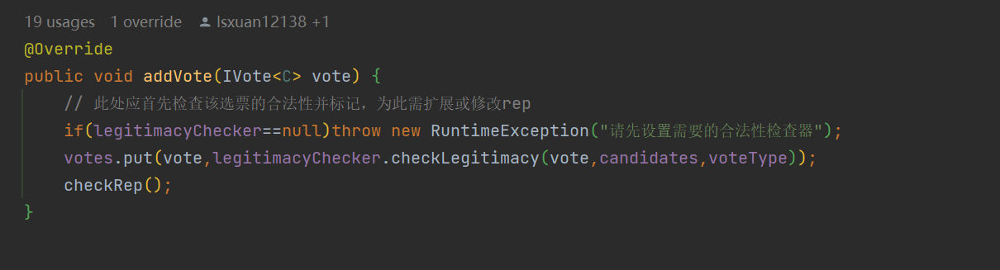 19 usages   1 override   lsxuan12138 +1
@Override
public void addVote(IVote<C> vote) {
    // 此处应首先检查该选票的合法性并标记，为此需扩展或修改rep
    if(legitimacyChecker==null)throw new RuntimeException("请先设置需要的合法性检查器");
    votes.put(vote,legitimacyChecker.checkLegitimacy(vote,candidates,voteType));
    checkRep();
}